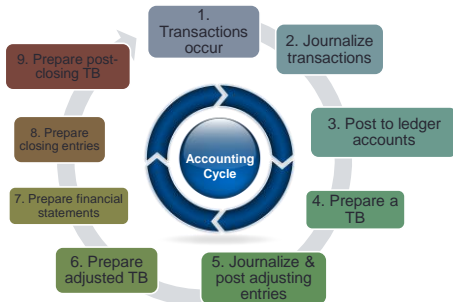 1.
Transactions
occur
2. Journalize
transactions
3. Post to ledger
accounts
4. Prepare a
TB
5. Journalize &
post adjusting
entries
6. Prepare
adjusted TB
7. Prepare financial
statements
8. Prepare
closing entries
9. Prepare post-
closing TB
Accounting
Cycle